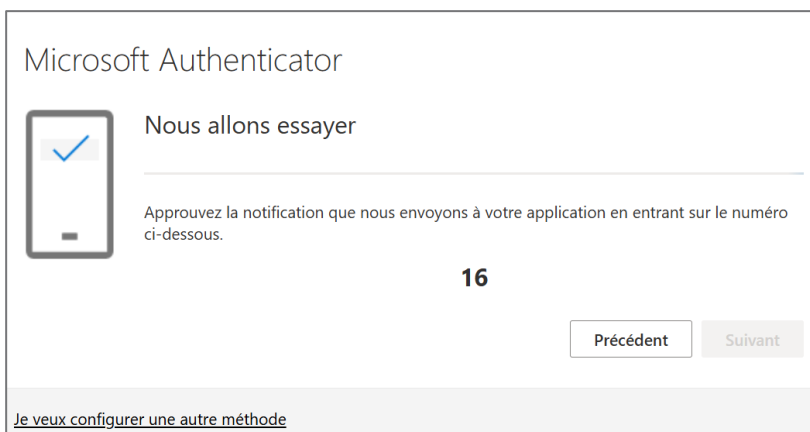 Microsoft Authenticator
Nous allons essayer
Approuvez la notification que nous envoyons à votre application en entrant sur le numéro
ci-dessous.
16
Précédent
Suivant
Je veux configurer une autre méthode